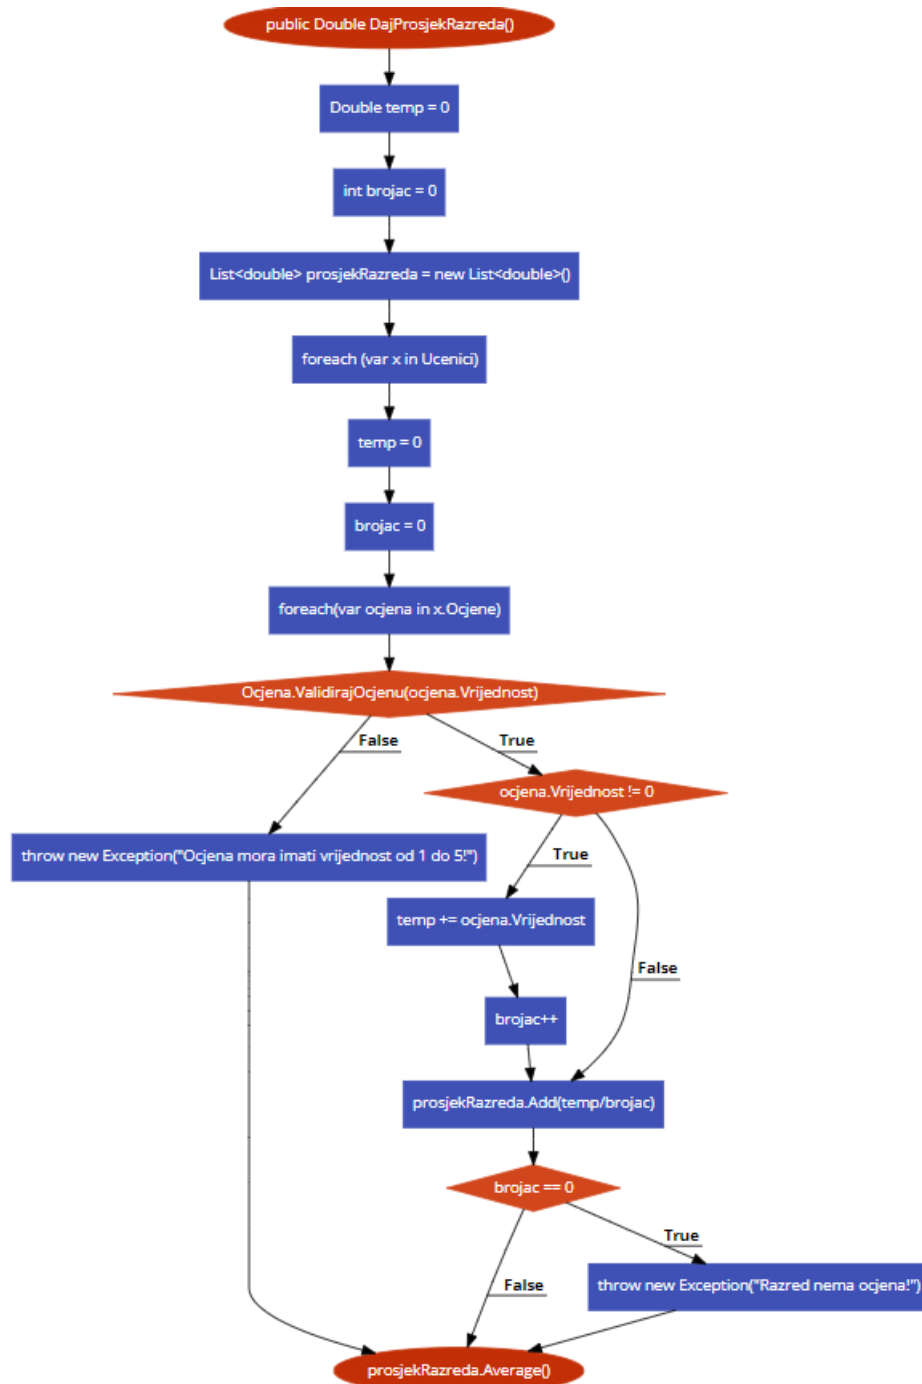 public Double DajProsjekRazreda()
Double temp = 0
int brojac = 0
List<double> prosjekRazreda = new List<double>()
foreach (var x in Ucenici)
temp = 0
brojac = 0
foreach(var ocjena in x.Ocjene)
Ocjena.ValidirajOcjenu(ocjena.Vrijednost)
False
True
ocjena.Vrijednost != 0
throw new Exception("Ocjena mora imati vrijednost od 1 do 5!")
True
temp += ocjena.Vrijednost
False
brojac++
prosjekRazreda.Add(temp/brojac)
brojac == 0
True
False
throw new Exception("Razred nema ocjena!")
prosjekRazreda.Average()